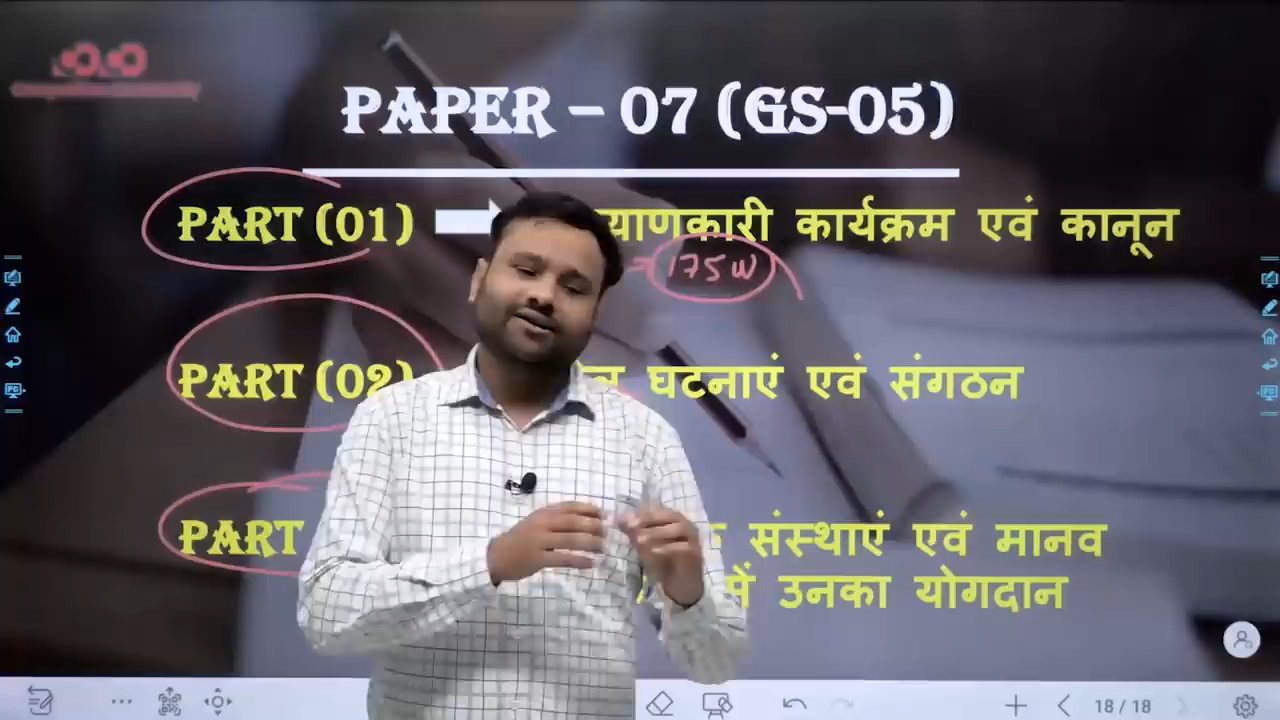 PAPER – 07 (GS-05)
PART (01) कार्यक्रम एवं कानून
175 W
PART (02) घटनाएं एवं संगठन
PART संस्थाएं एवं मानव
में उनका योगदान
18 / 18